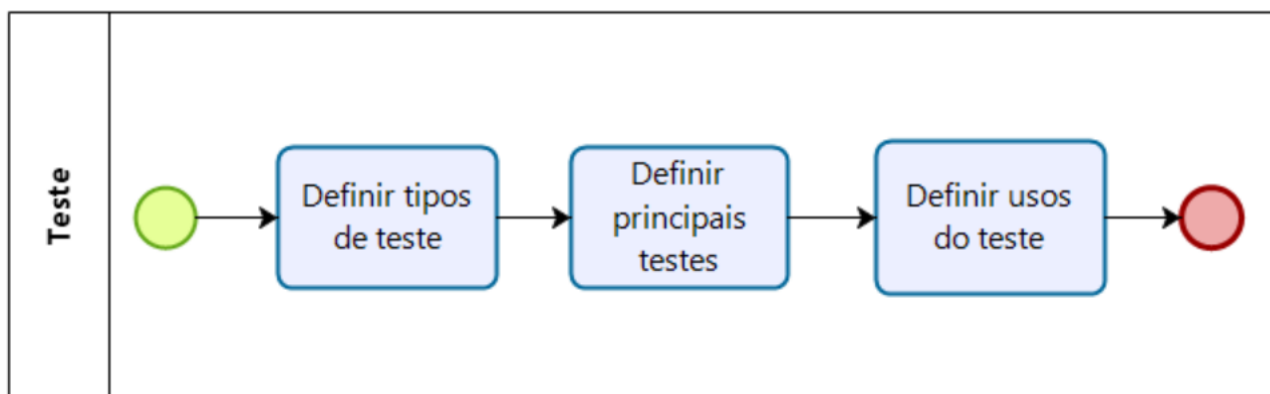 Teste
Definir tipos
de teste
Definir
principais
testes
Definir usos
do teste